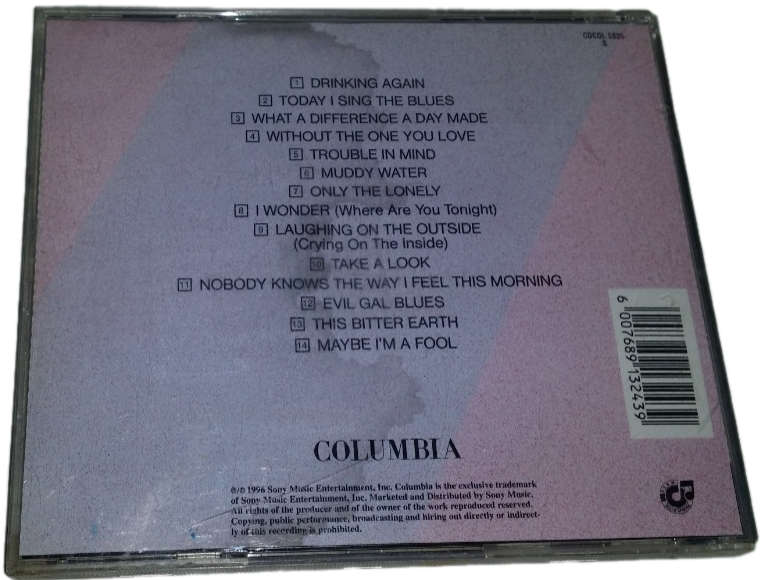 1 DRINKING AGAIN
2 TODAY I SING THE BLUES
3 WHAT A DIFFERENCE A DAY MADE
4 WITHOUT THE ONE YOU LOVE
5 TROUBLE IN MIND
6 MUDDY WATER
7 ONLY THE LONELY
8 I WONDER (Where Are You Tonight)
9 LAUGHING ON THE OUTSIDE
(Crying On The Inside)
10 TAKE A LOOK
11 NOBODY KNOWS THE WAY I FEEL THIS MORNING
12 EVIL GAL BLUES
13 THIS BITTER EARTH
14 MAYBE I'M A FOOL
6 007689 132439
COLUMBIA
℗/© 1996 Sony Music Entertainment, Inc. Columbia is the exclusive trademark
of Sony Music Entertainment, Inc. Marketed and Distributed by Sony Music.
All rights of the producer and of the owner of the work reproduced reserved.
Copying, public performance, broadcasting and hiring out directly or indirect-
ly of this recording is prohibited.